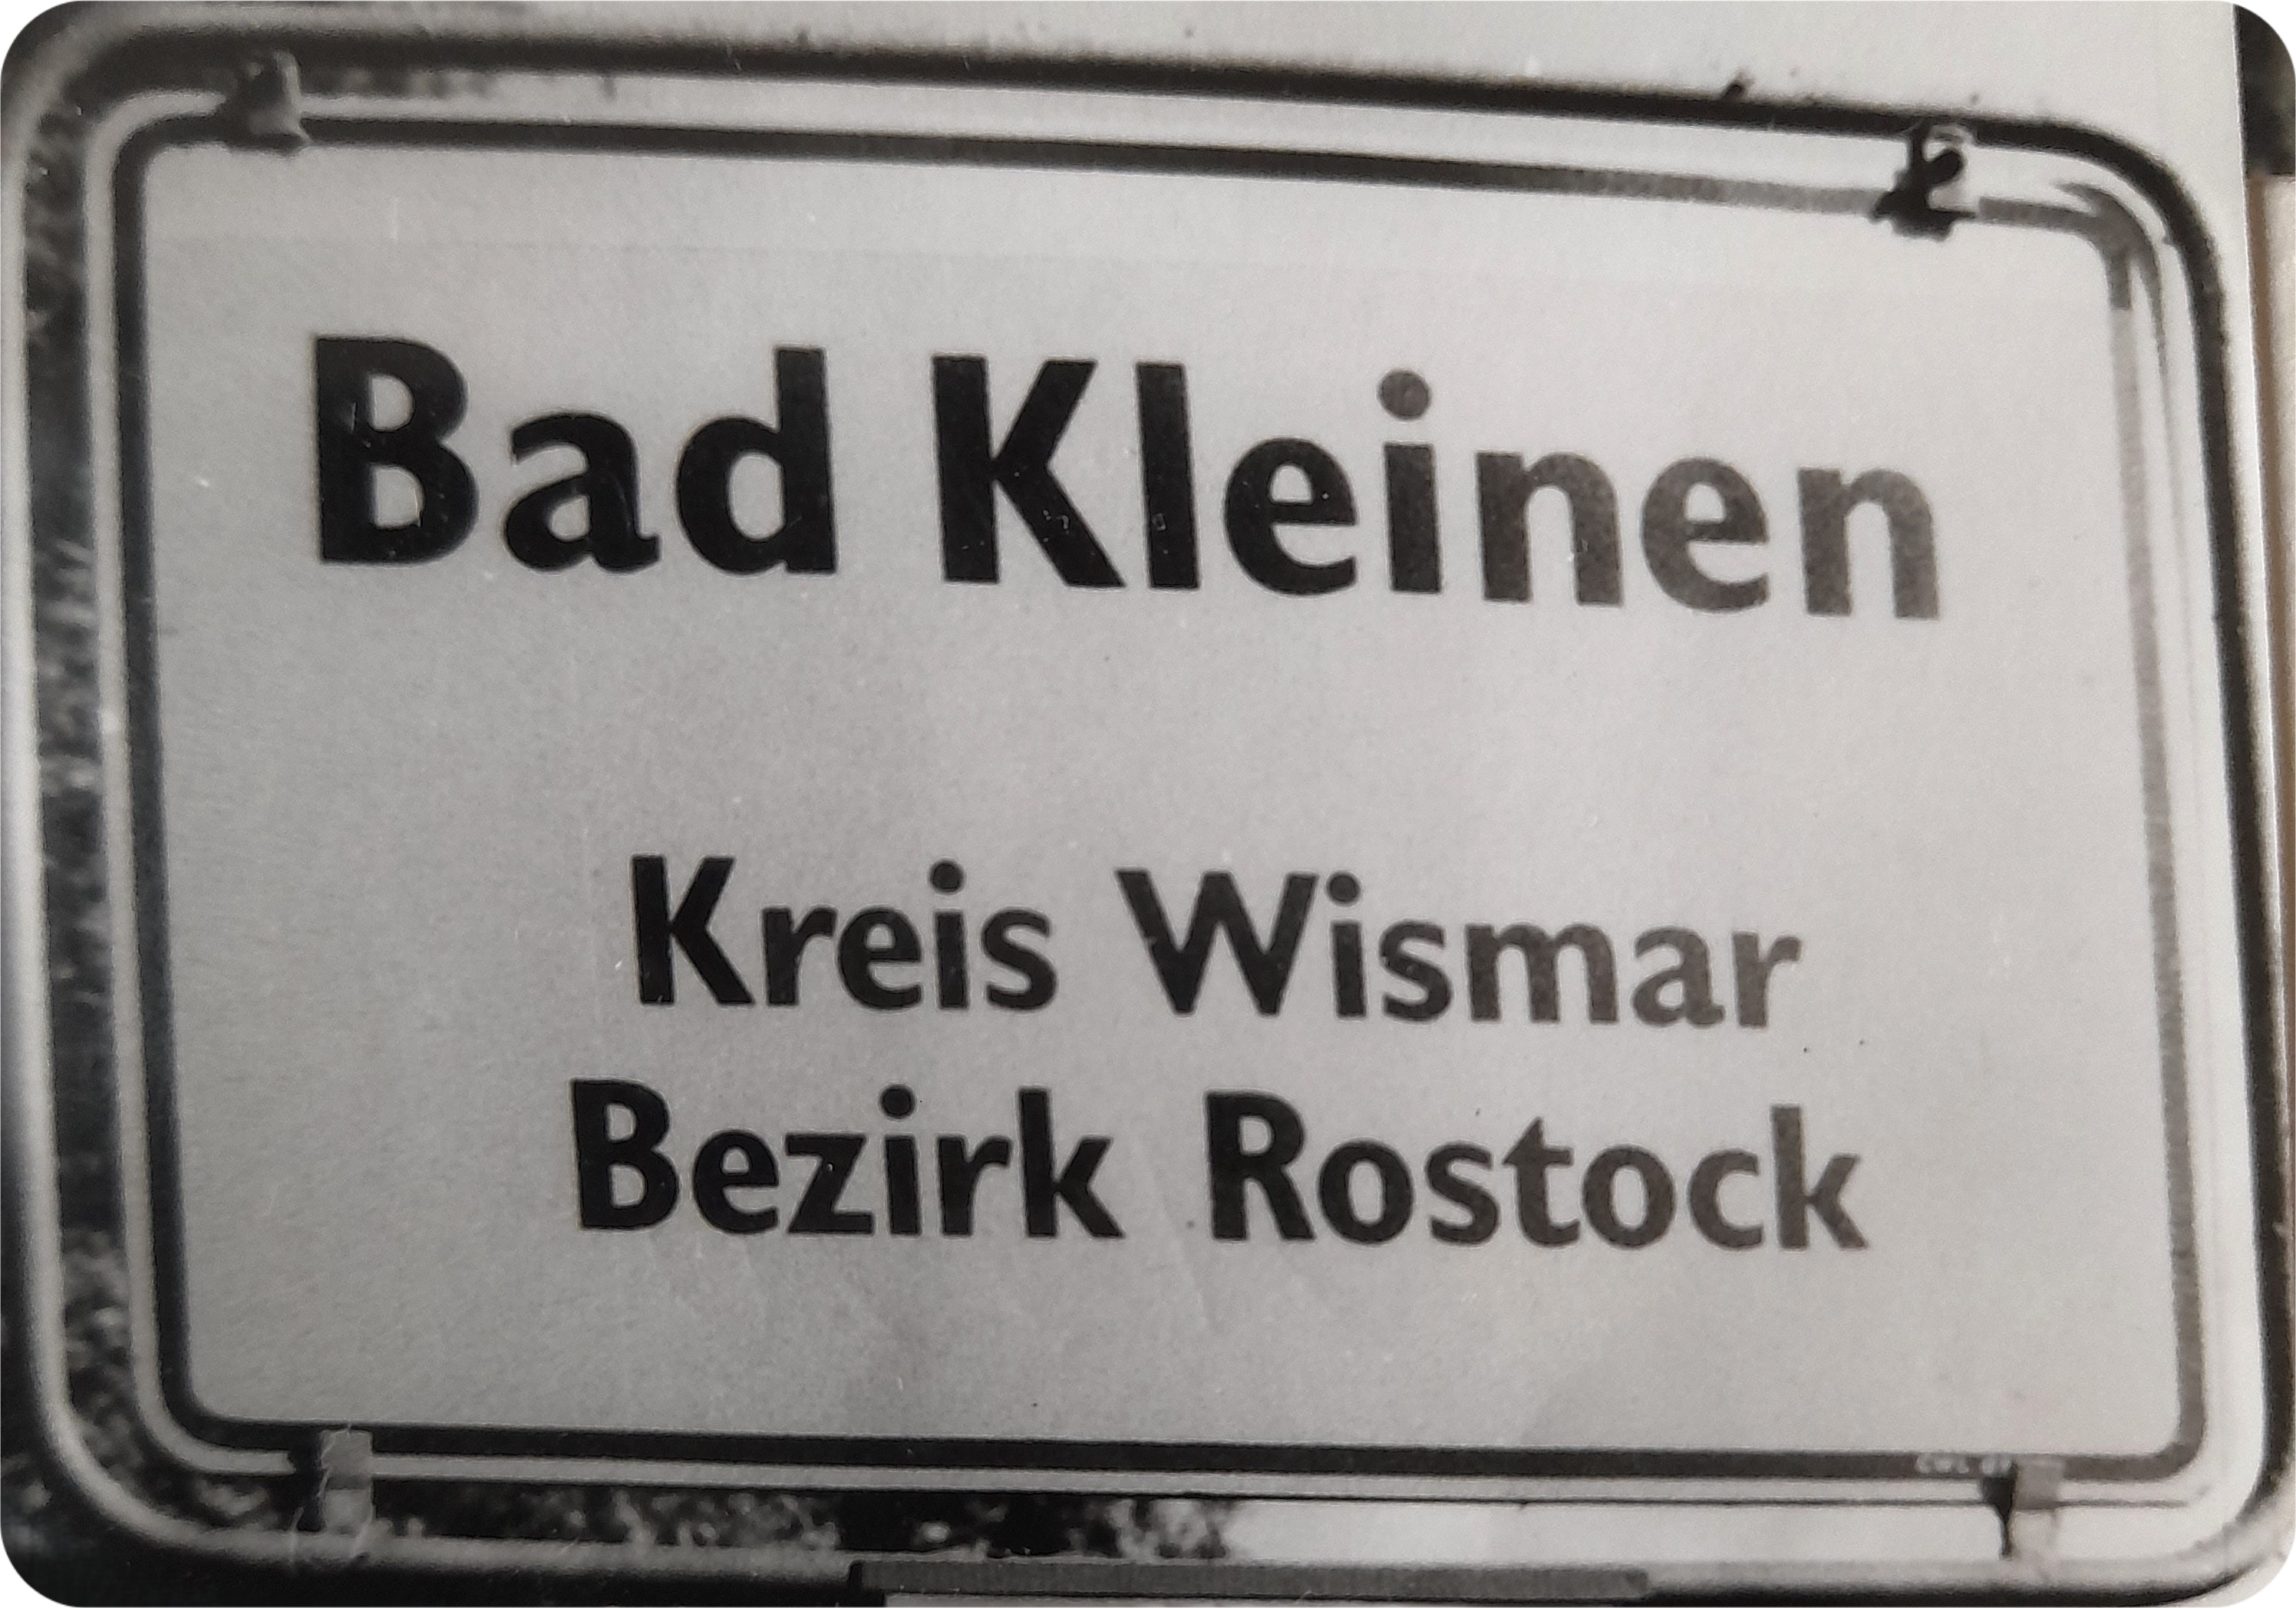 Bad Kleinen
Kreis Wismar
Bezirk Rostock